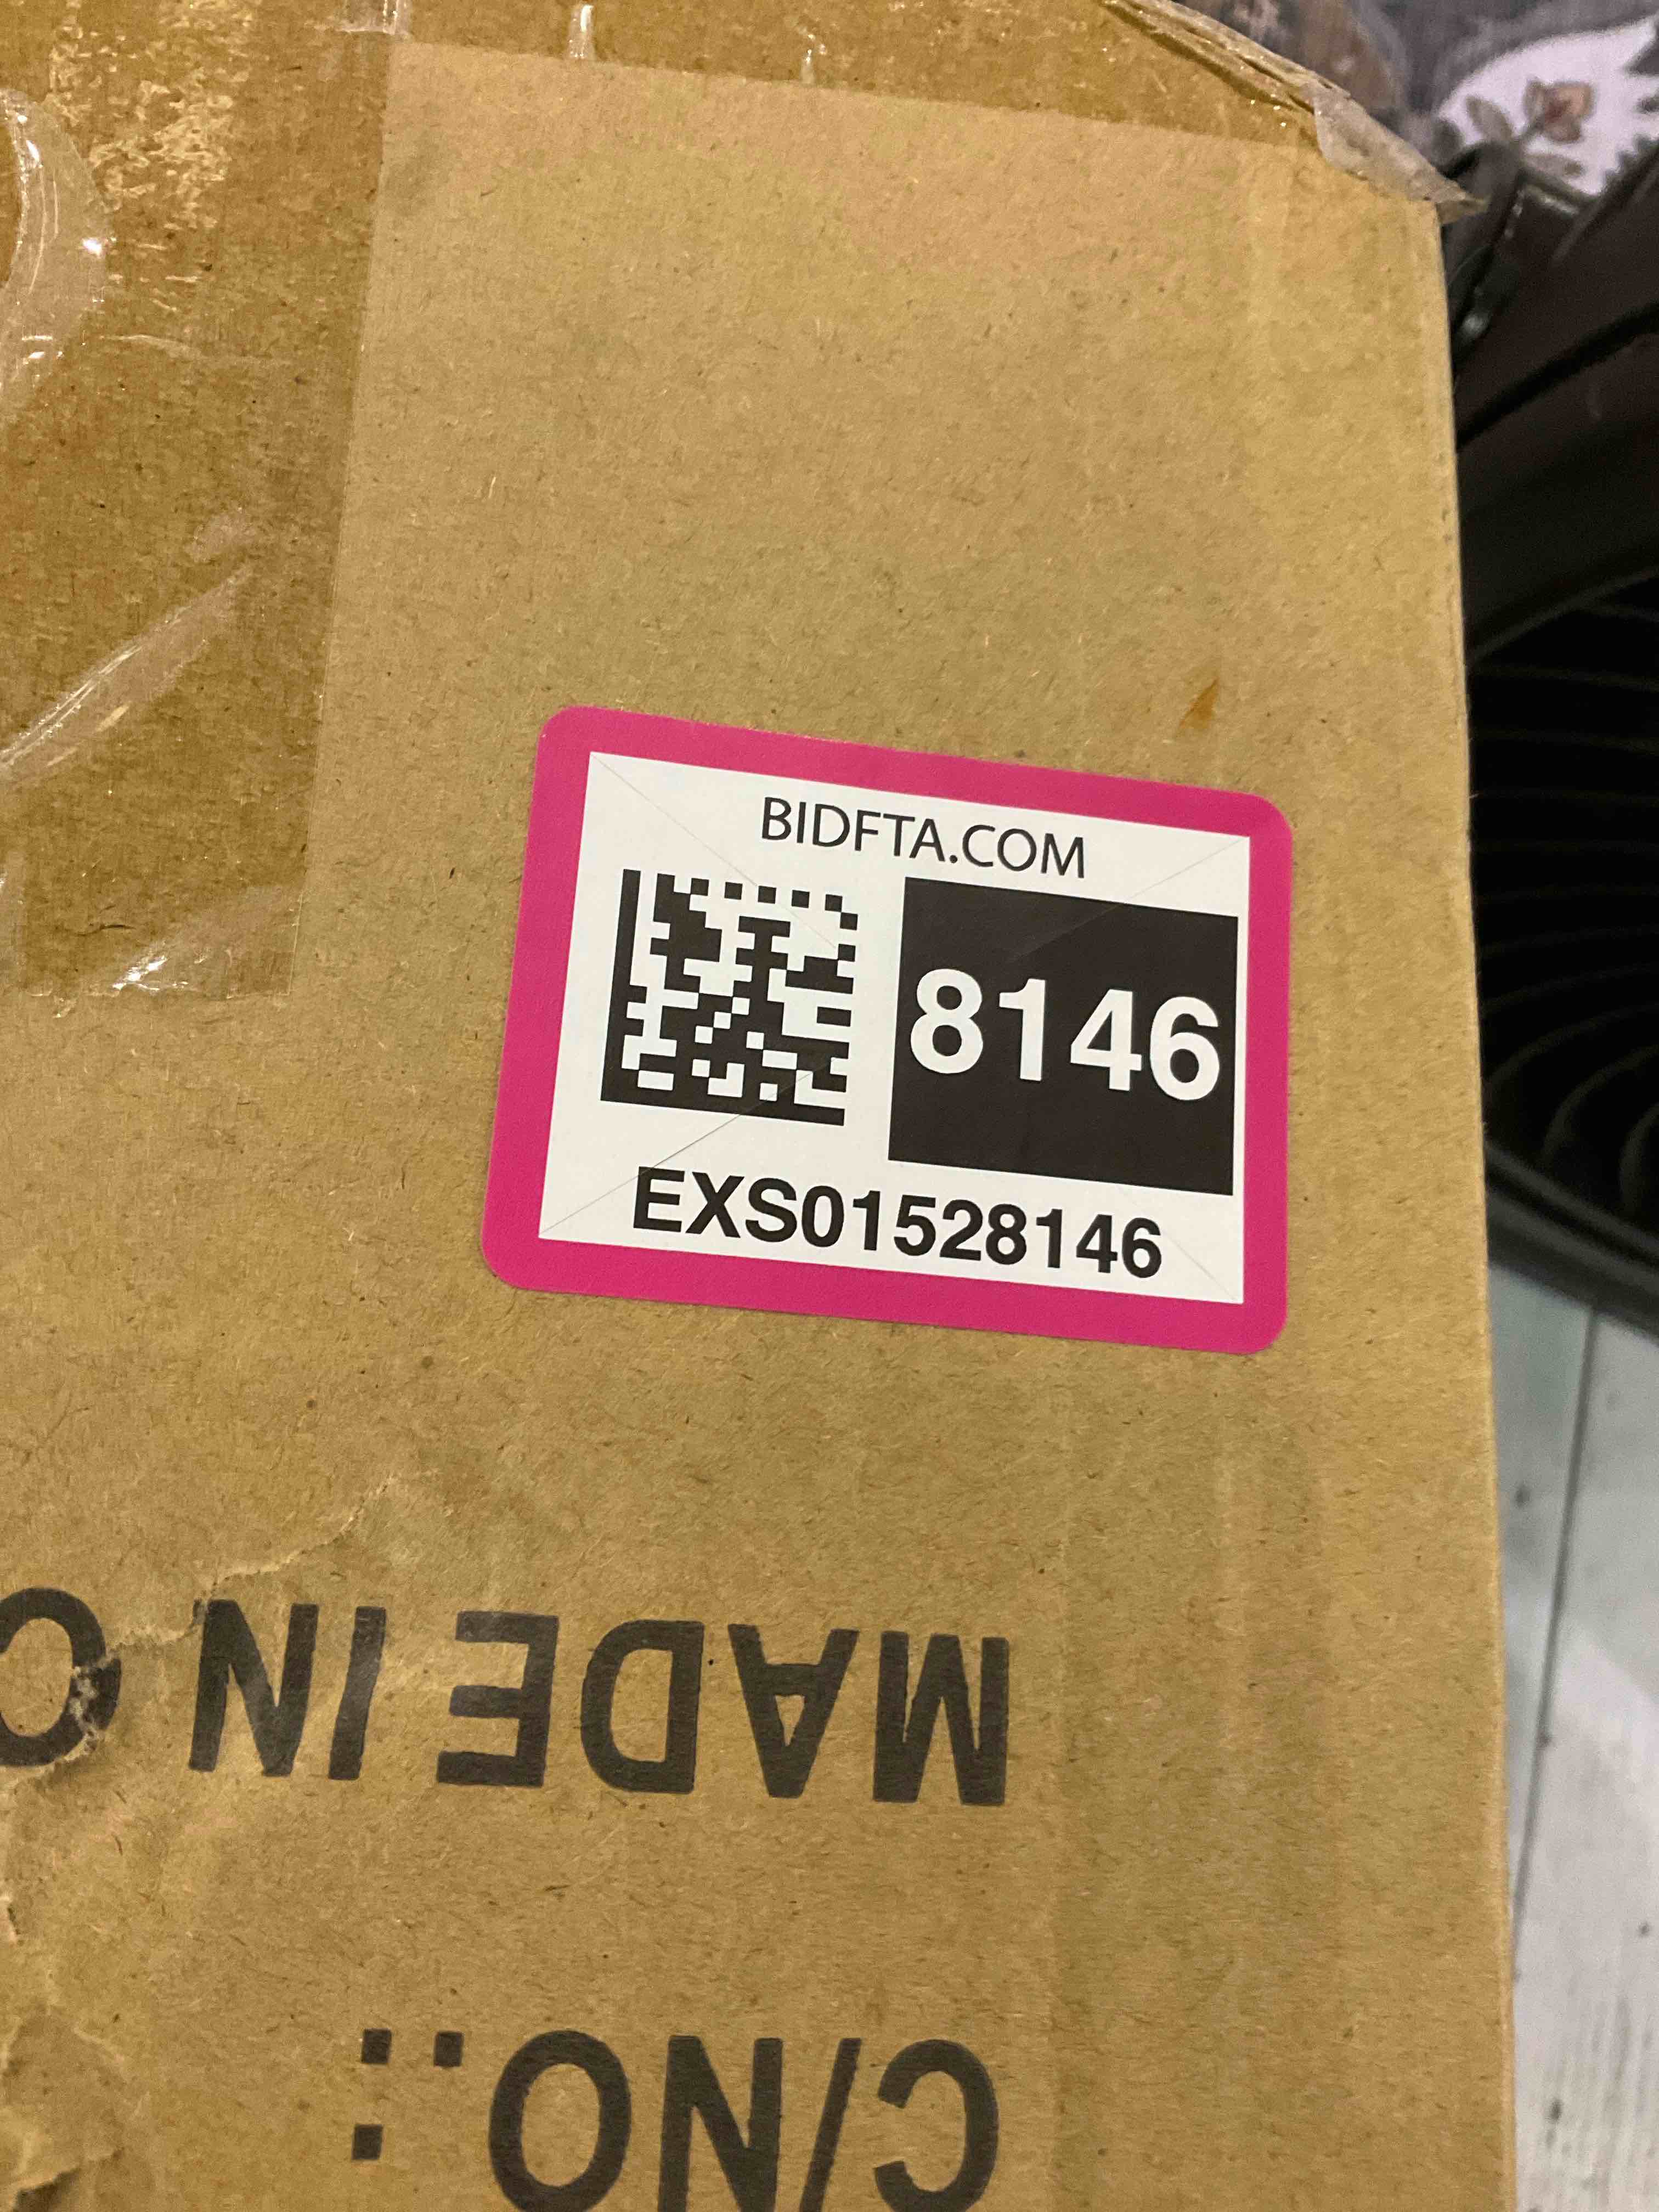 BIDFTA.COM
8146
EXS01528146
MADE IN C
C/NO.: